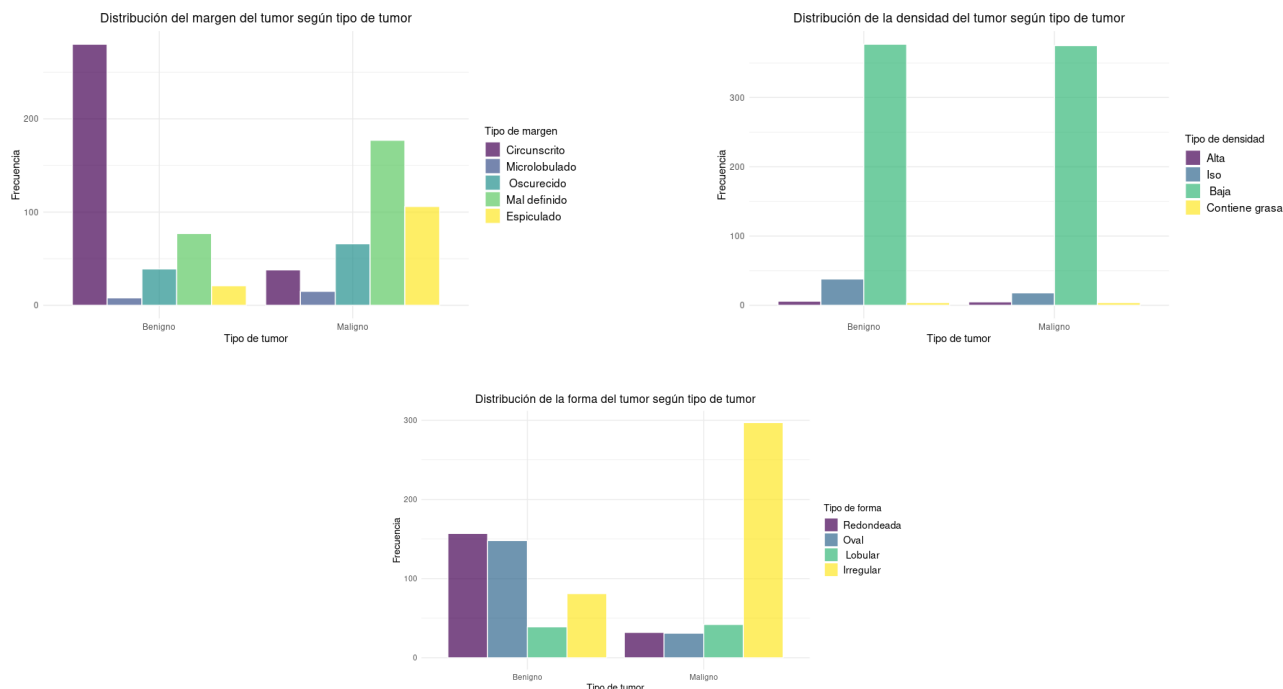 Distribución del margen del tumor según tipo de tumor
Frecuencia
200
100
0
Benigno
Maligno
Tipo de tumor
Tipo de margen
Circunscrito
Microlobulado
Oscurecido
Mal definido
Espiculado
Distribución de la densidad del tumor según tipo de tumor
Frecuencia
300
200
100
0
Benigno
Maligno
Tipo de tumor
Tipo de densidad
Alta
Iso
Baja
Contiene grasa
Distribución de la forma del tumor según tipo de tumor
Frecuencia
300
200
100
0
Benigno
Maligno
Tipo de tumor
Tipo de forma
Redondeada
Oval
Lobular
Irregular